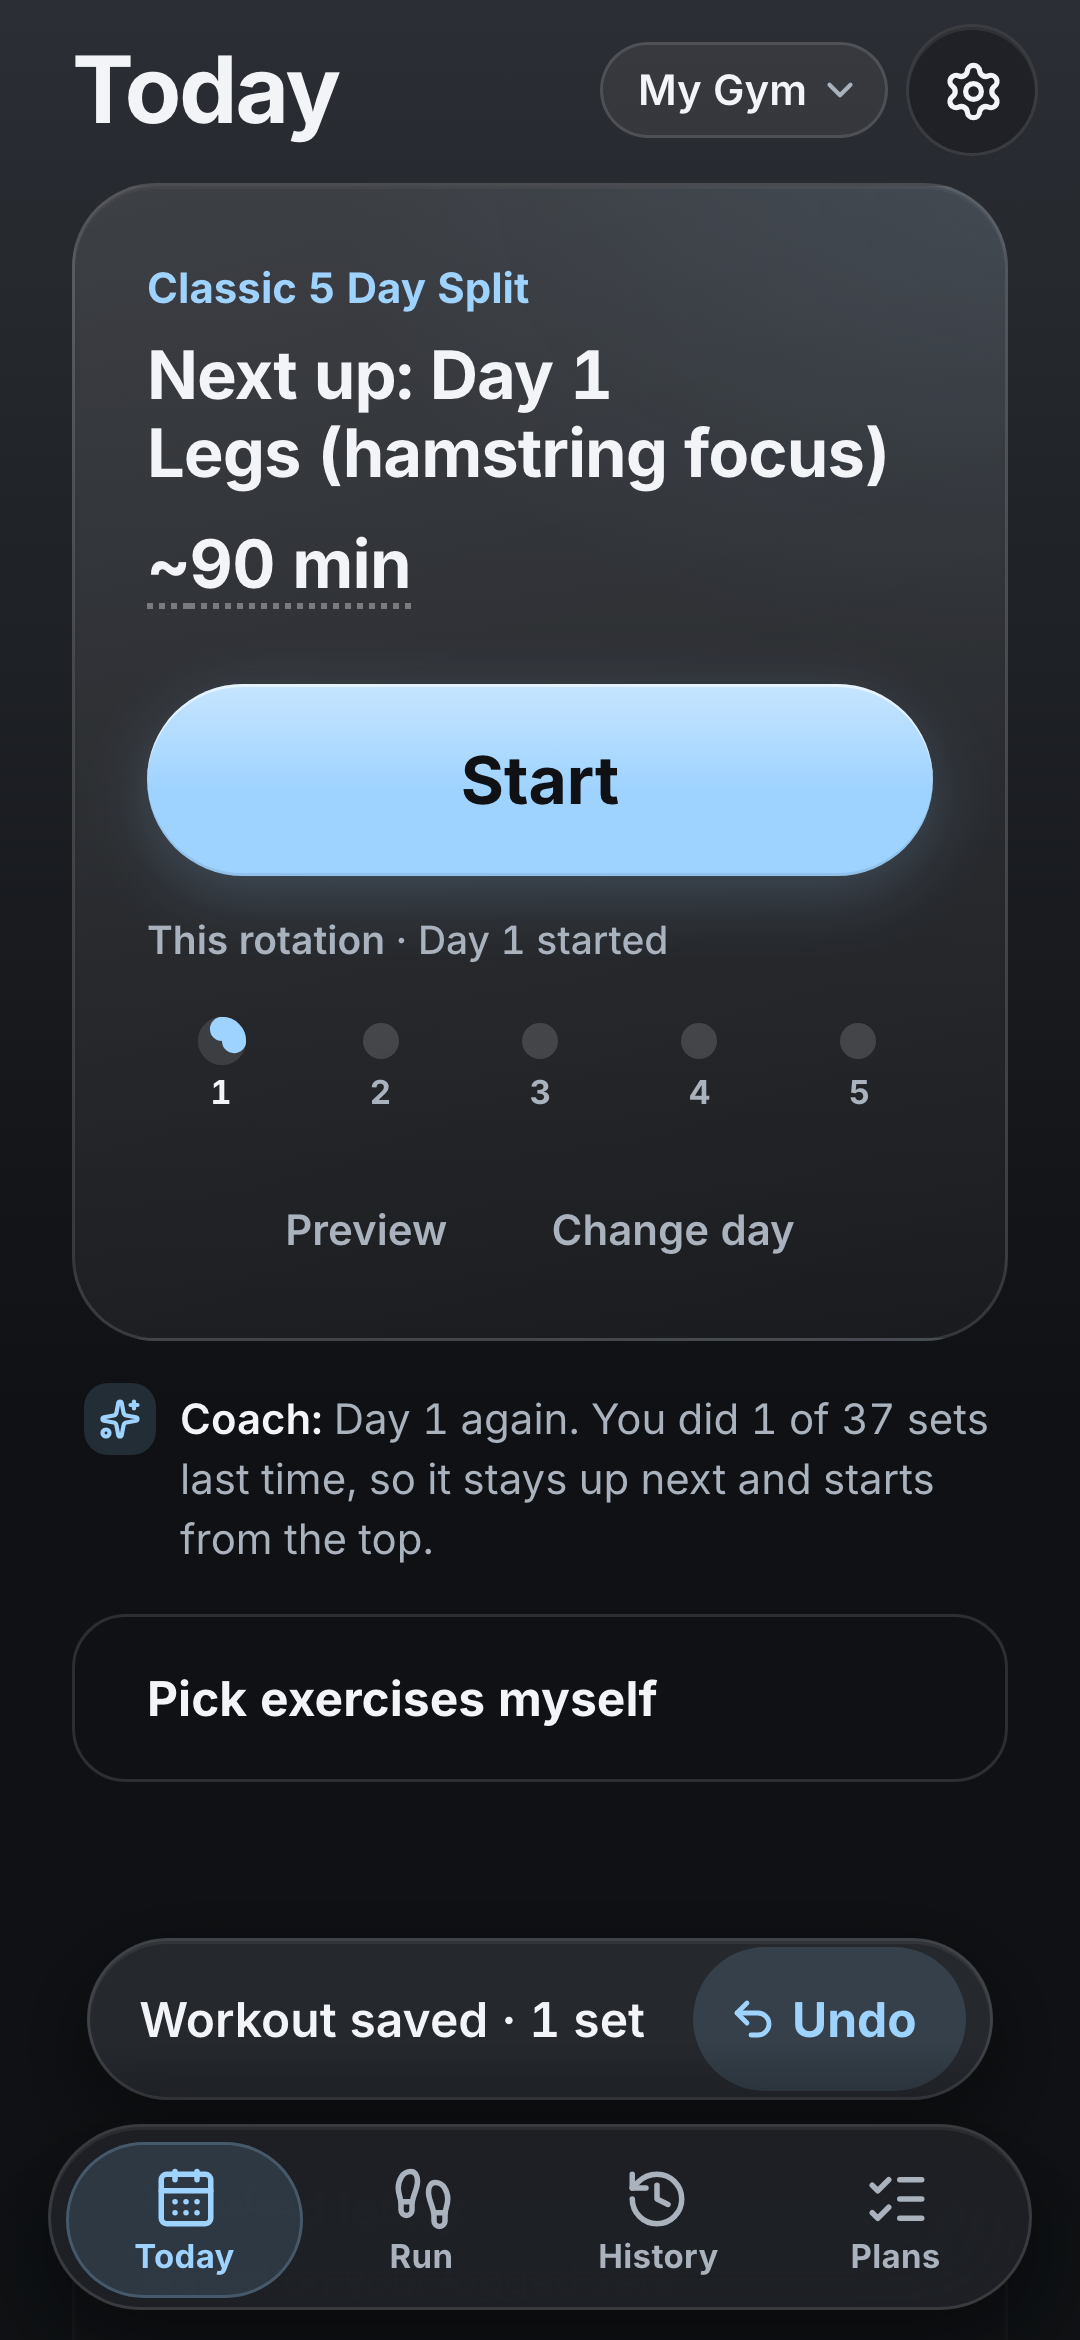 Today
My Gym
Classic 5 Day Split
Next up: Day 1
Legs (hamstring focus)
~90 min
Start
This rotation · Day 1 started
1 2 3 4 5
Preview Change day
Coach: Day 1 again. You did 1 of 37 sets
last time, so it stays up next and starts
from the top.
Pick exercises myself
Workout saved · 1 set Undo
Today Run History Plans